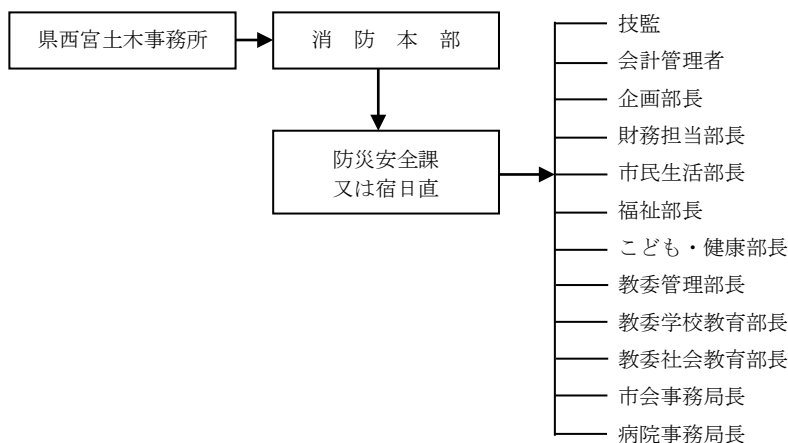 県西宮土木事務所
消防本部
防災安全課
又は宿日直
技監
会計管理者
企画部長
財務担当部長
市民生活部長
福祉部長
こども・健康部長
教委管理部長
教委学校教育部長
教委社会教育部長
市会事務局長
病院事務局長